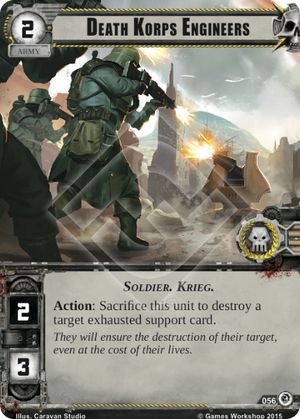 2
DEATH KORPS ENGINEERS
ARMY
SOLDIER. KRIEG.
2
3
Action: Sacrifice this unit to destroy a
target exhausted support card.
They will ensure the destruction of their target,
even at the cost of their lives.
056
Illus. Caravan Studio
© Games Workshop 2015